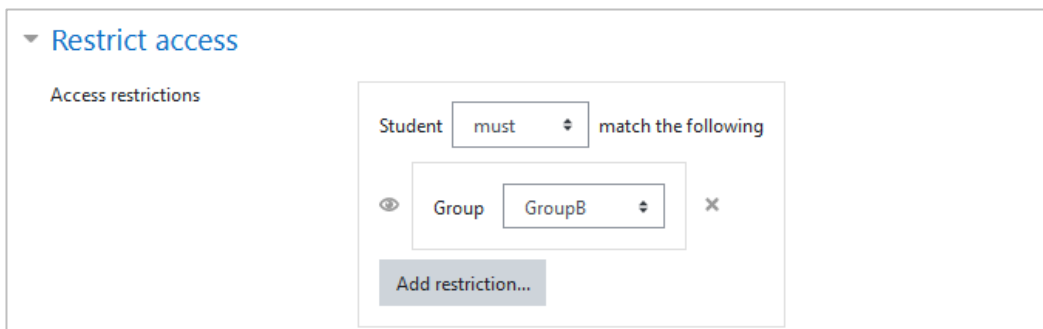 Restrict access
Access restrictions
Student must match the following
Group GroupB
Add restriction...